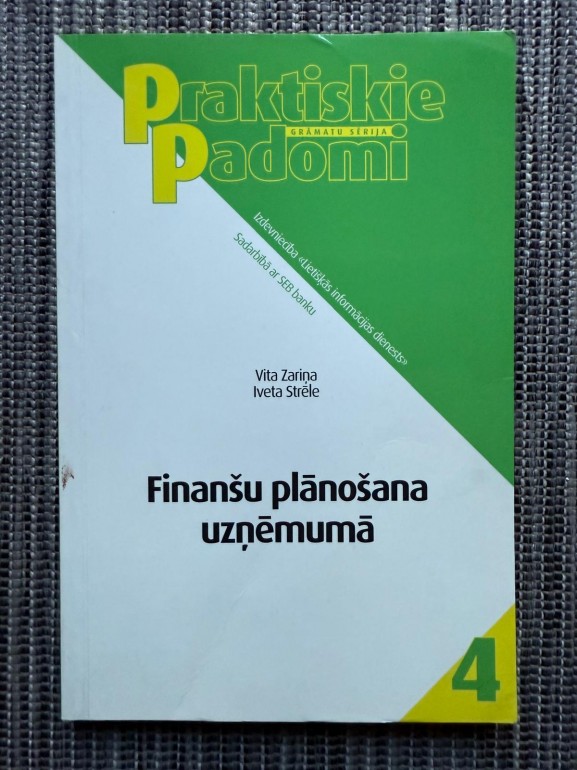 Praktiskie
GRĀMATU SĒRIJA
Padomi
Izdevniecība «Lietišķās informācijas dienests»
Sadarbībā ar SEB banku
Vita Zariņa
Iveta Strēle
Finanšu plānošana
uzņēmumā
4